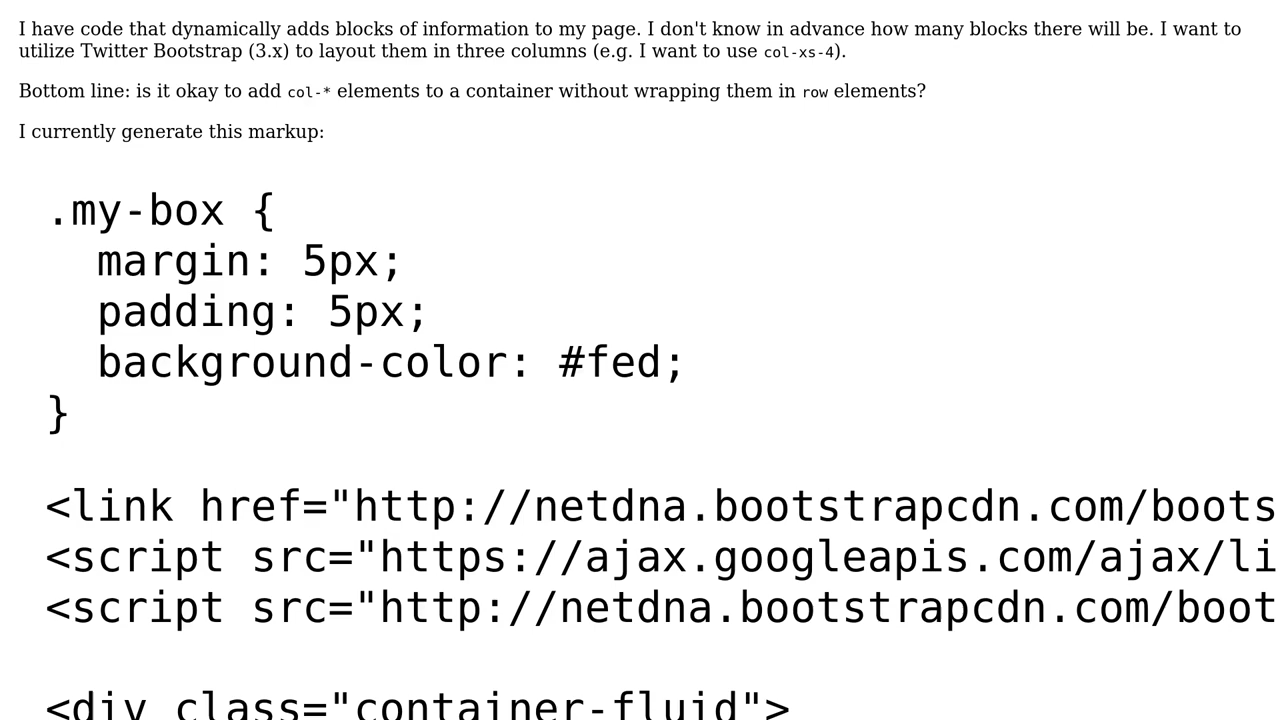 I have code that dynamically adds blocks of information to my page. I don't know in advance how many blocks there will be. I want to
utilize Twitter Bootstrap (3.x) to layout them in three columns (e.g. I want to use col-xs-4).
Bottom line: is it okay to add col-* elements to a container without wrapping them in row elements?
I currently generate this markup:
.my-box {
  margin: 5px;
  padding: 5px;
  background-color: #fed;
}
<link href="http://netdna.bootstrapcdn.com/boots
<script src="https://ajax.googleapis.com/ajax/li
<script src="http://netdna.bootstrapcdn.com/boot
<div class="container-fluid">